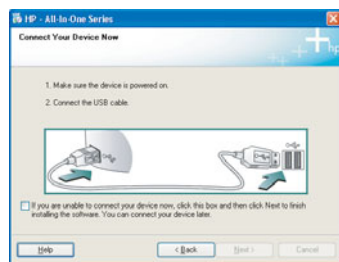 HP - All-In-One Series
Connect Your Device Now
hp
1. Make sure the device is powered on.
2. Connect the USB cable.
If you are unable to connect your device now, click this box and then click Next to finish
installing the software. You can connect your device later.
Help
< Back
Next >
Cancel